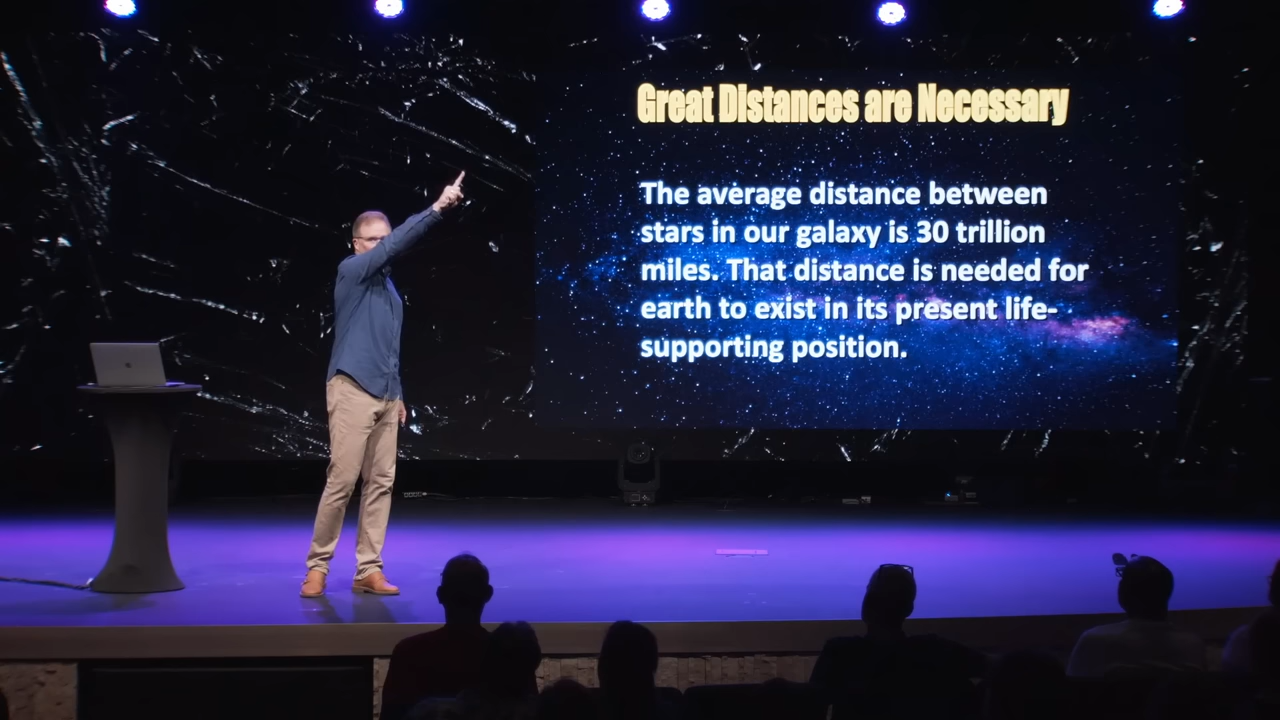 Great Distances are Necessary
The average distance between
stars in our galaxy is 30 trillion
miles. That distance is needed for
earth to exist in its present life-
supporting position.